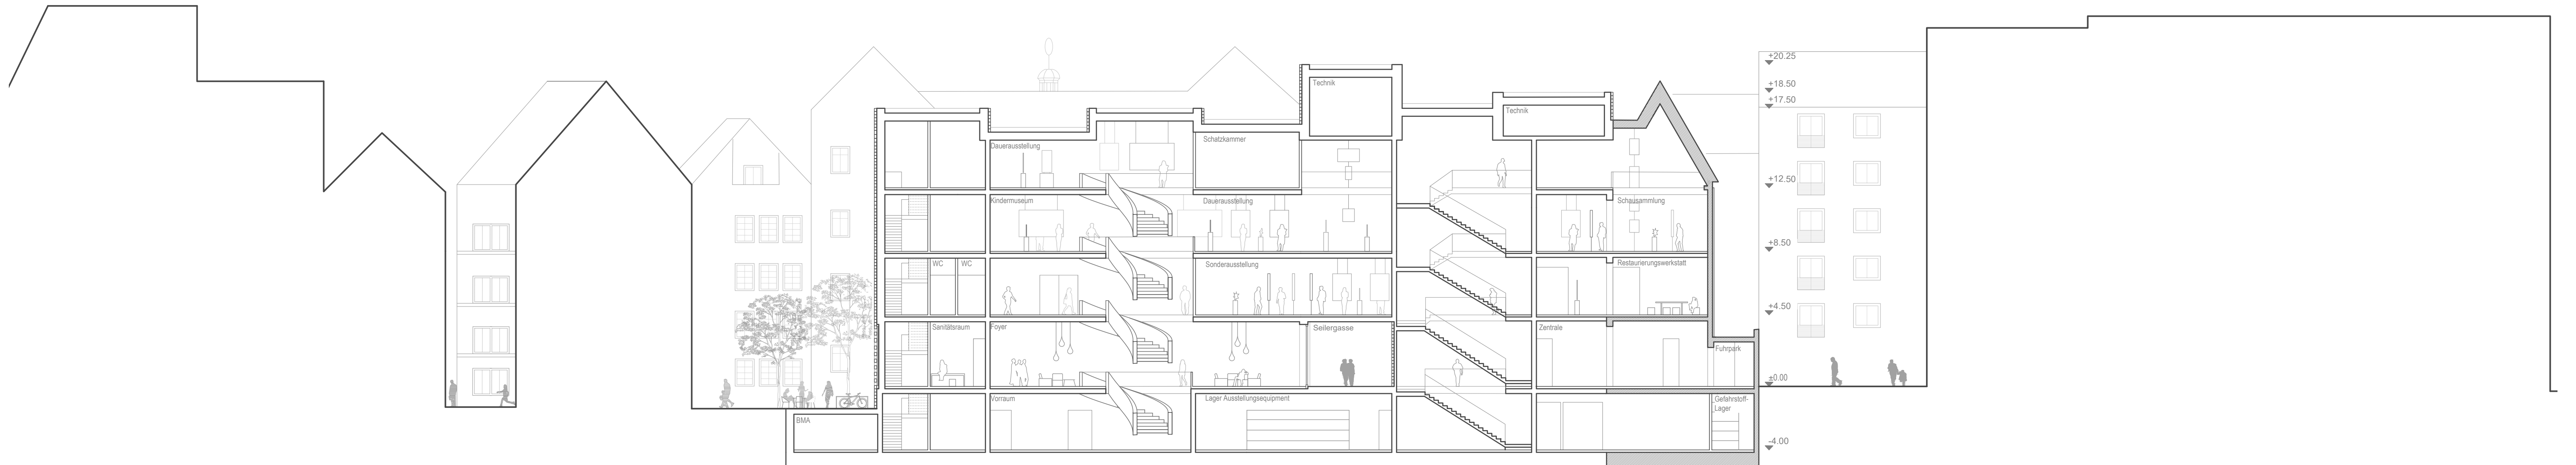 +20.25
Technik
+18.50
+17.50
Technik
Schatzkammer
Dauerausstellung
+12.50
Kindermuseum
Dauerausstellung
Schausammlung
+8.50
WC
WC
Sonderausstellung
Restaurierungswerkstatt
+4.50
Sanitätsraum
Foyer
Seilergasse
Zentrale
Fuhrpark
±0.00
Vorraum
Lager Ausstellungsequipment
Gefahrstoff-
Lager
BMA
-4.00